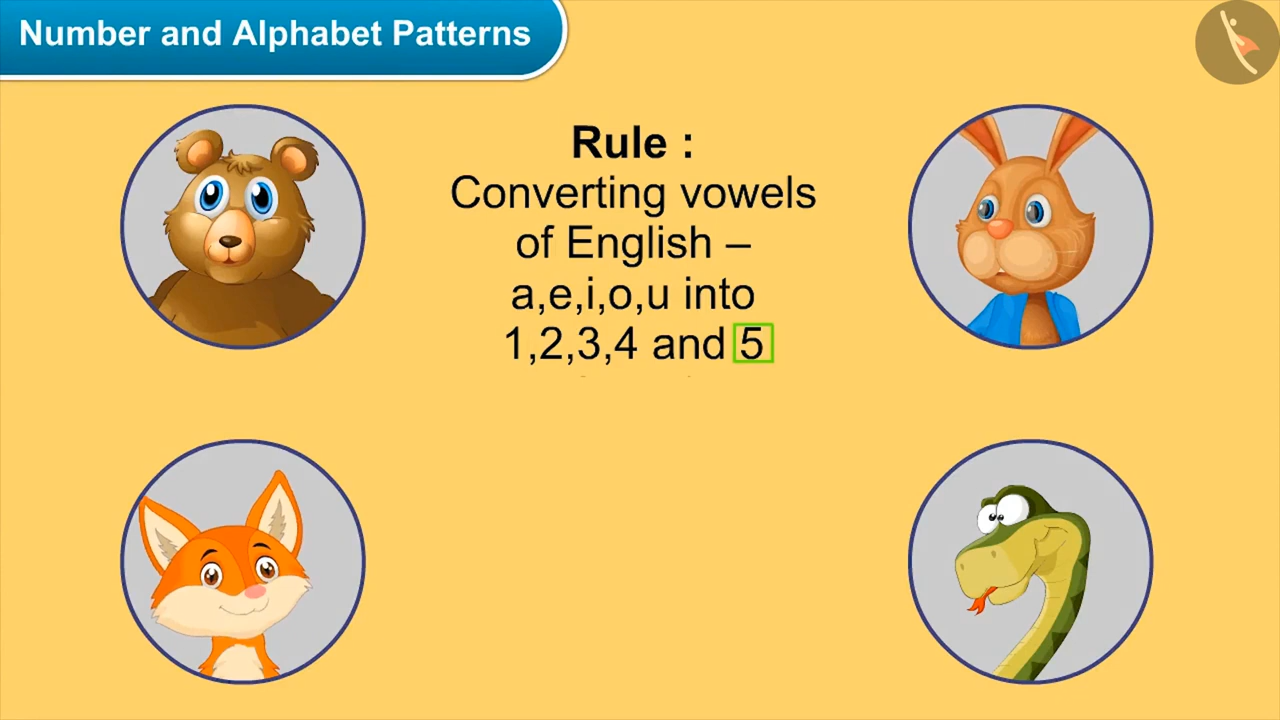 Number and Alphabet Patterns
Rule :
Converting vowels
of English –
a,e,i,o,u into
1,2,3,4 and 5